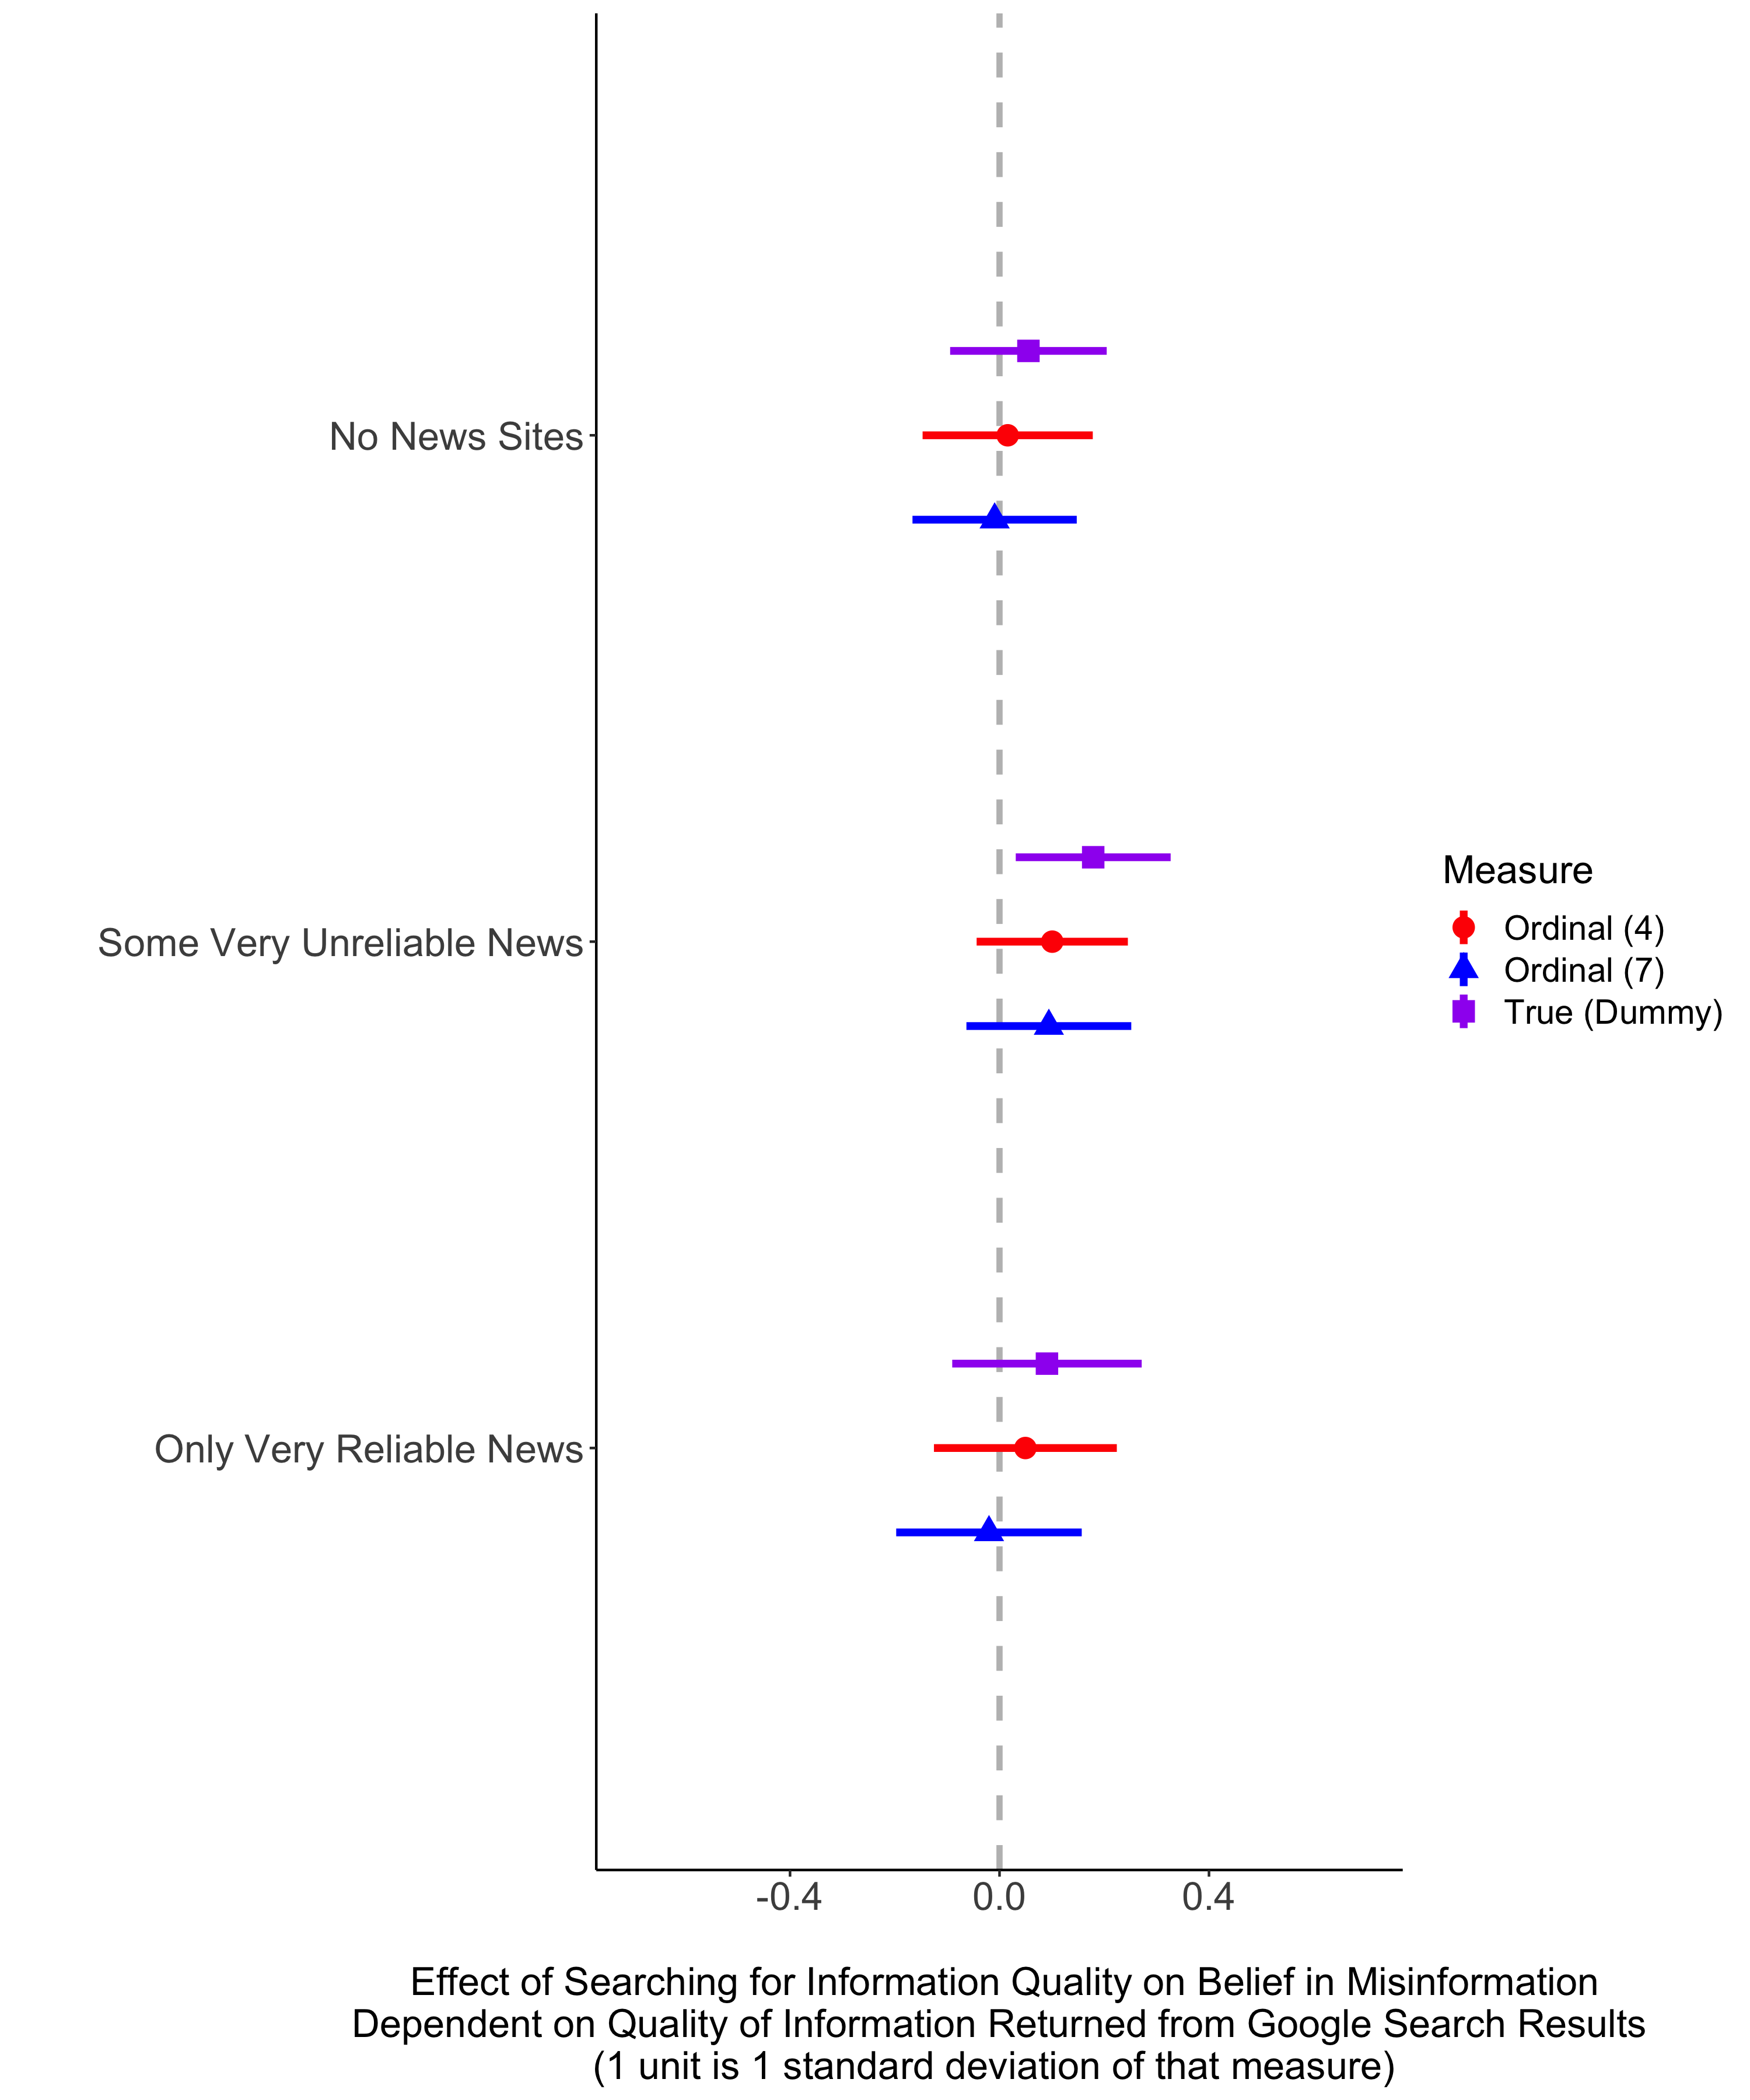 No News Sites
Some Very Unreliable News
Only Very Reliable News
Measure
Ordinal (4)
Ordinal (7)
True (Dummy)
-0.4
0.0
0.4
Effect of Searching for Information Quality on Belief in Misinformation
Dependent on Quality of Information Returned from Google Search Results
(1 unit is 1 standard deviation of that measure)